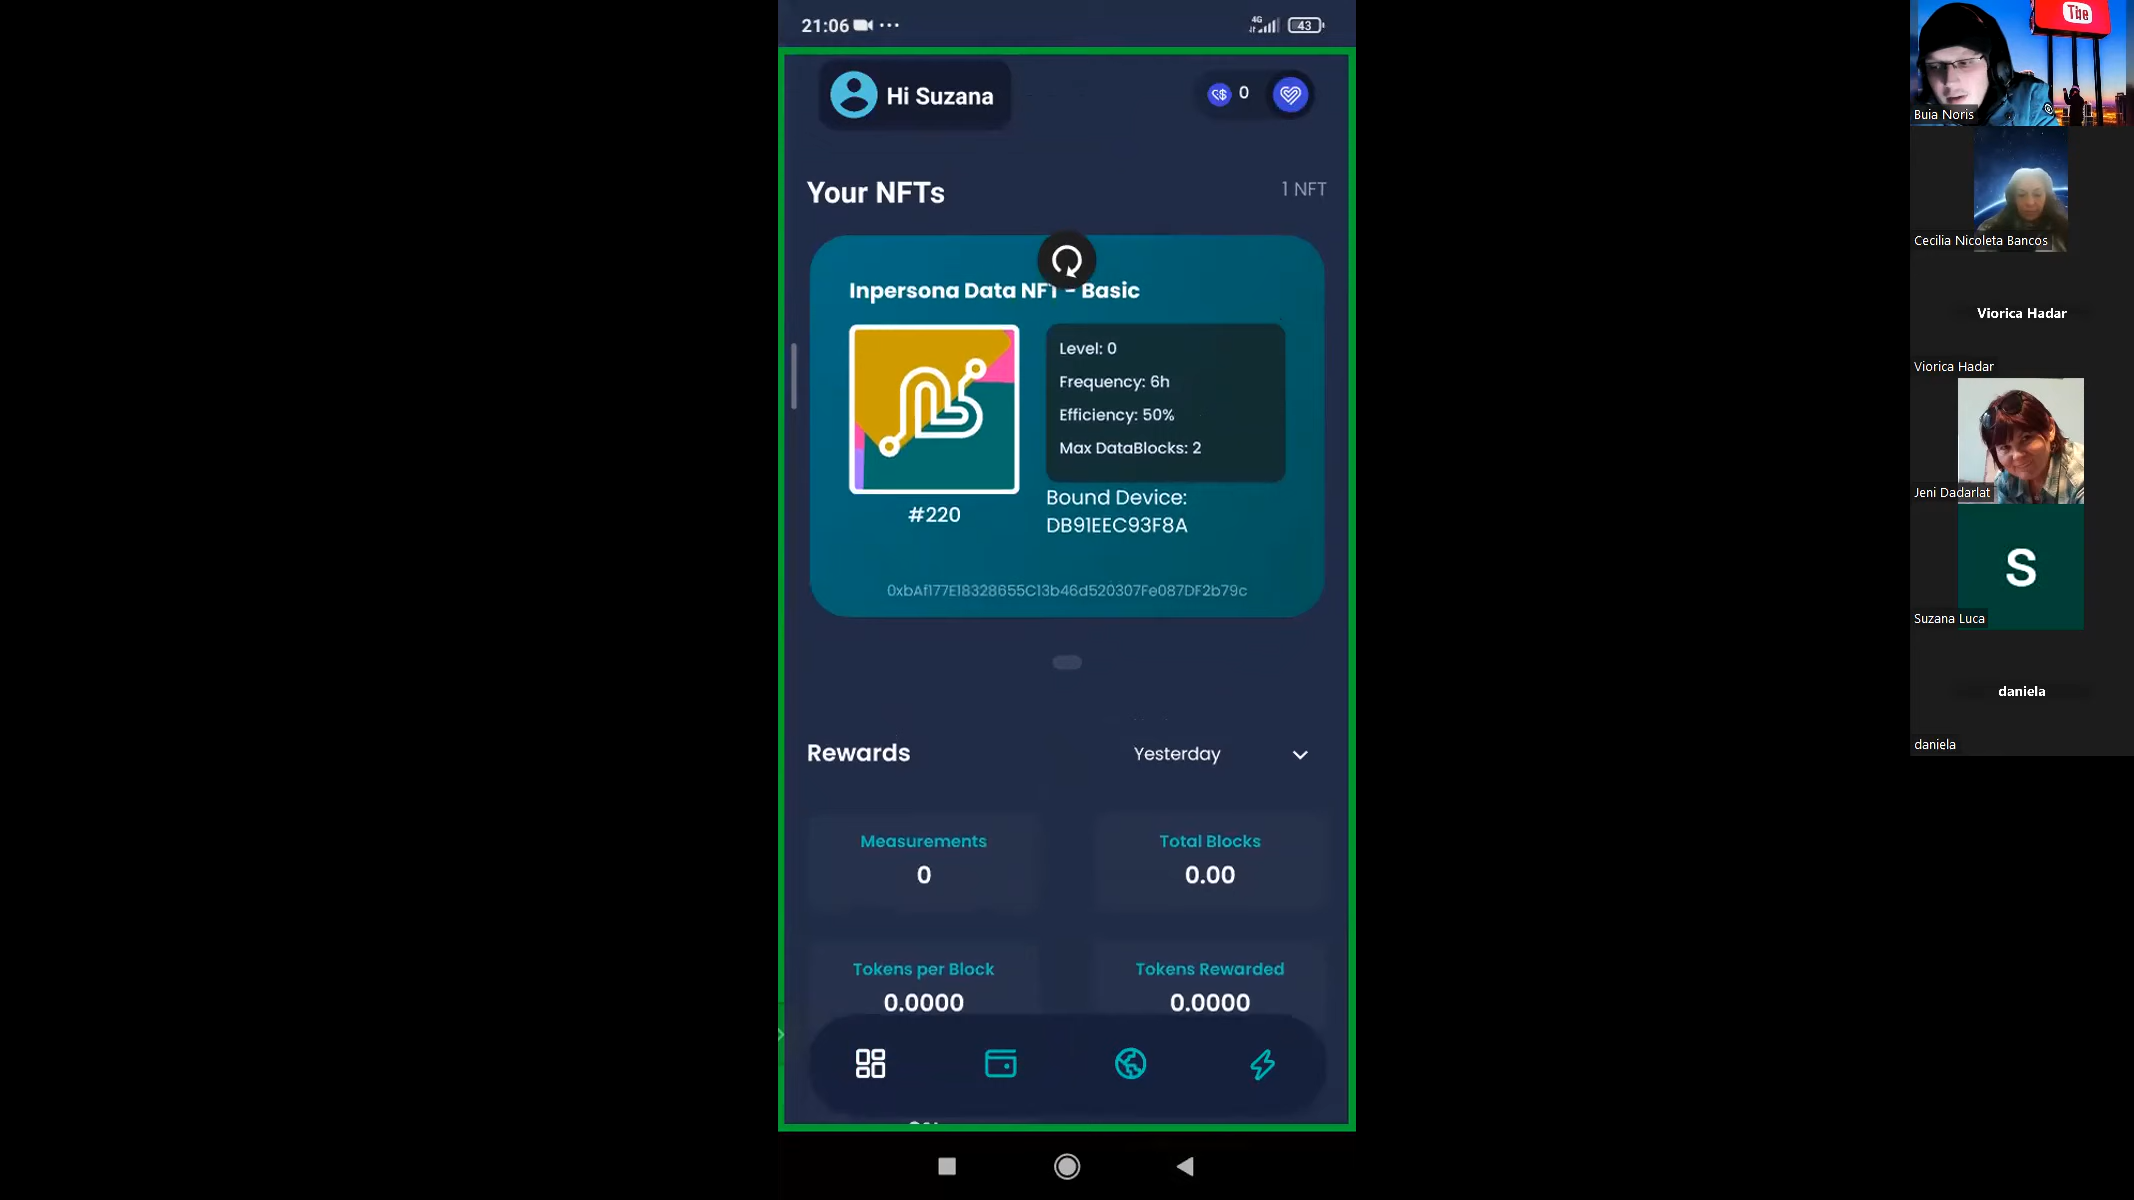 21:06
4G
43
Hi Suzana
0
Your NFTs
1 NFT
Inpersona Data NFT - Basic
Level: 0
Frequency: 6h
Efficiency: 50%
Max DataBlocks: 2
#220
Bound Device:
DB91EEC93F8A
0xbAf177E18328655C13b46d520307Fe087DF2b79c
Rewards
Yesterday
Measurements
0
Total Blocks
0.00
Tokens per Block
0.0000
Tokens Rewarded
0.0000
Buia Noris
Cecilia Nicoleta Bancos
Viorica Hadar
Viorica Hadar
Jeni Dadarlat
S
Suzana Luca
daniela
daniela